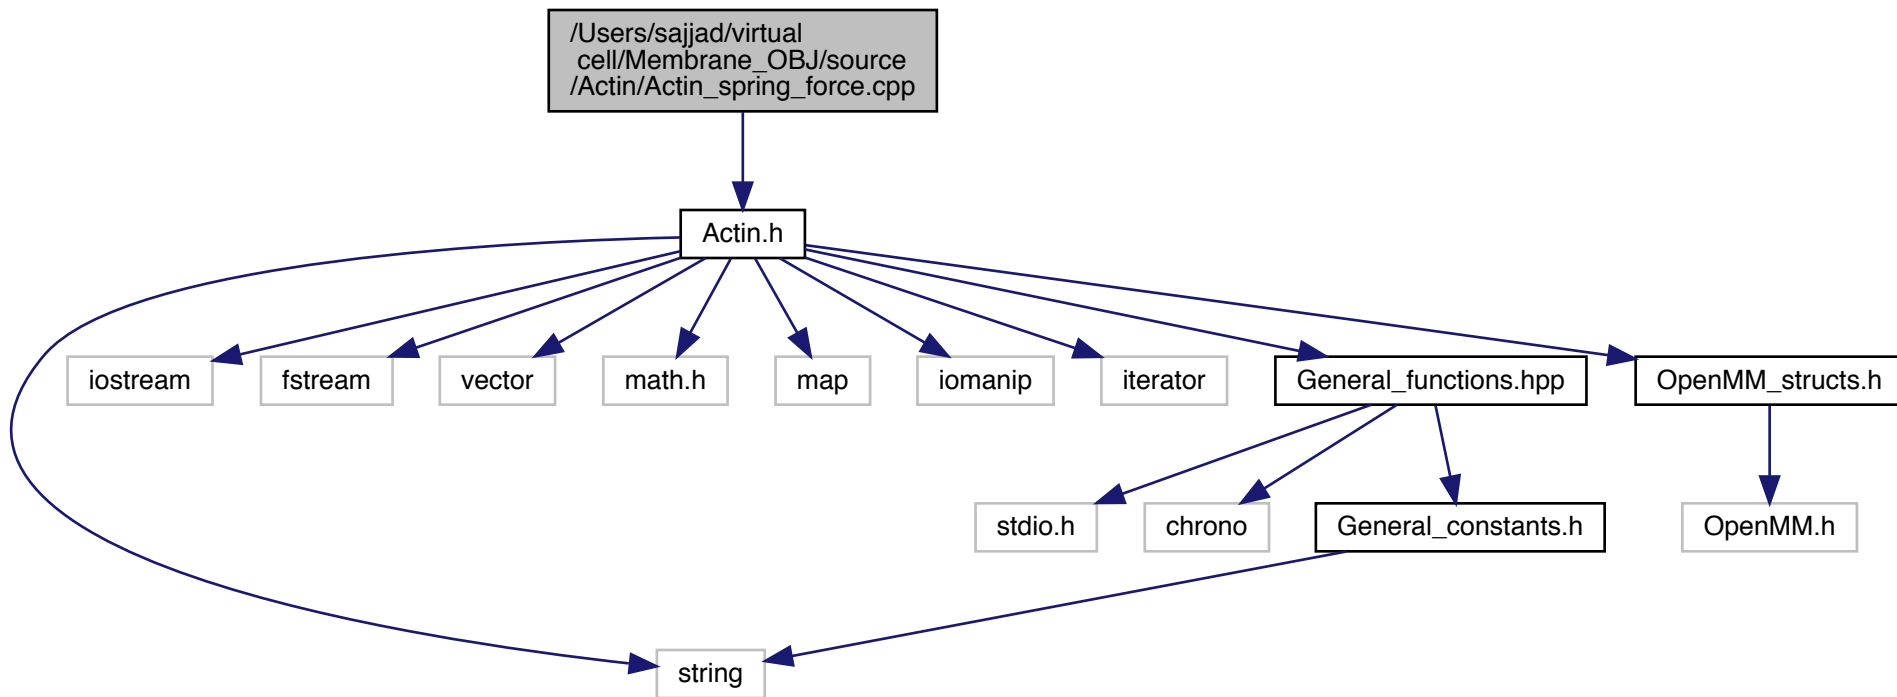 /Users/sajjad/virtual
cell/Membrane_OBJ/source
/Actin/Actin_spring_force.cpp
Actin.h
iostream
fstream
vector
math.h
map
iomanip
iterator
General_functions.hpp
OpenMM_structs.h
stdio.h
chrono
General_constants.h
OpenMM.h
string